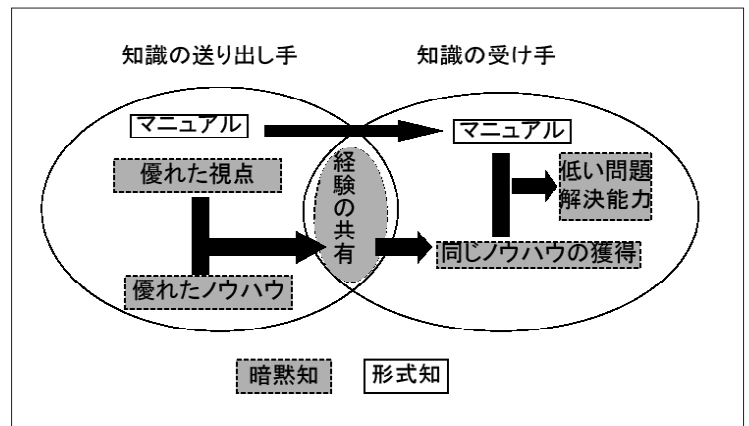 知識の送り出し手
知識の受け手
マニュアル
マニュアル
優れた視点
経験の共有
低い問題
解決能力
同じノウハウの獲得
優れたノウハウ
暗黙知
形式知